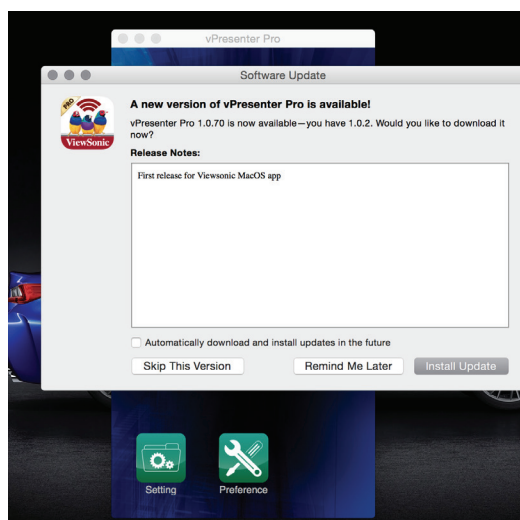 vPresenter Pro
Software Update
PRO
ViewSonic
A new version of vPresenter Pro is available!
vPresenter Pro 1.0.70 is now available—you have 1.0.2. Would you like to download it
now?
Release Notes:
First release for Viewsonic MacOS app
Automatically download and install updates in the future
Skip This Version
Remind Me Later
Install Update
Setting
Preference